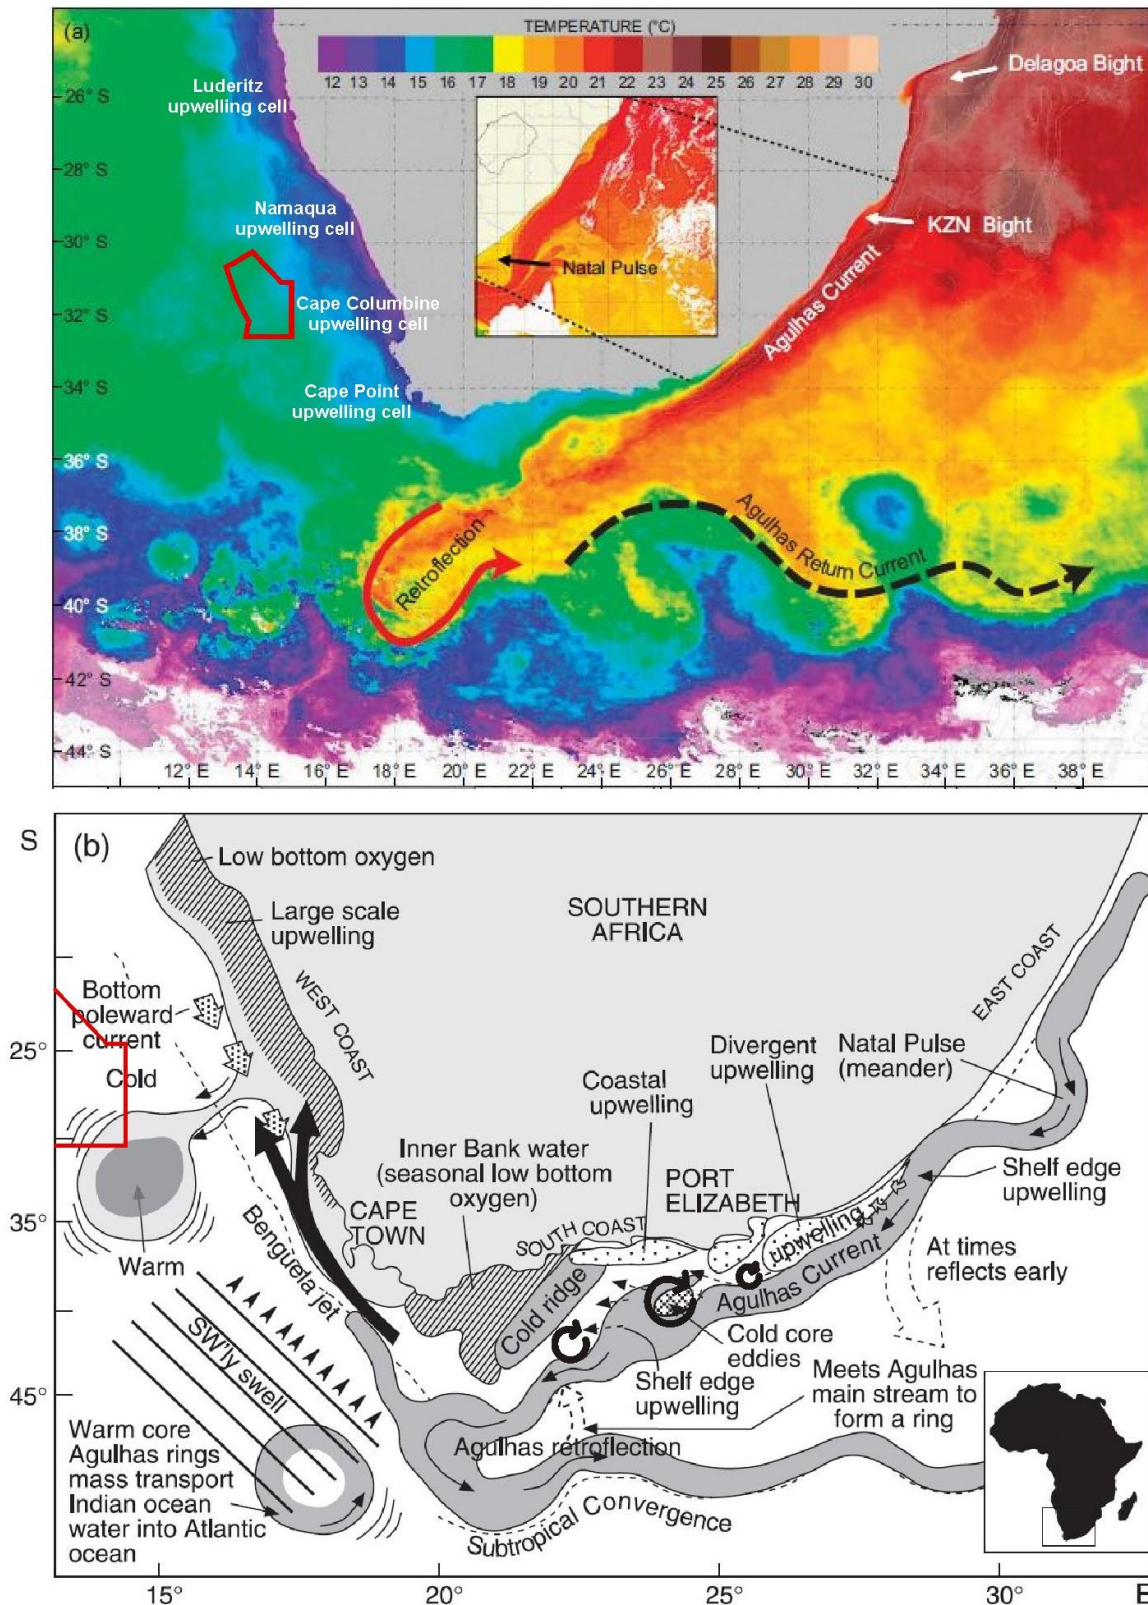 (a)
TEMPERATURE (°C)
12 13 14 15 16 17 18 19 20 21 22 23 24 25 26 27 28 29 30
Delagoa Bight
Luderitz
upwelling cell
26° S
28° S
Namaqua
upwelling cell
30° S
KZN Bight
Natal Pulse
Agulhas Current
Cape Columbine
upwelling cell
32° S
34° S
Cape Point
upwelling cell
36° S
38° S
Retroflection
Agulhas Return Current
40° S
42° S
44° S
12° E 14° E 16° E 18° E 20° E 22° E 24° E 26° E 28° E 30° E 32° E 34° E 36° E 38° E
S
(b)
Low bottom oxygen
Large scale
upwelling
SOUTHERN
AFRICA
WEST COAST
EAST COAST
Bottom
poleward
current
Cold
25°
Divergent
upwelling
Natal Pulse
(meander)
Coastal
upwelling
Inner Bank water
(seasonal low bottom
oxygen)
PORT
ELIZABETH
Shelf edge
upwelling
CAPE
TOWN
SOUTH COAST
upwelling
35°
Warm
Benguela jet
Cold ridge
Agulhas Current
At times
reflects early
Cold core
eddies
SW'ly swell
Shelf edge
upwelling
Meets Agulhas
main stream to
form a ring
45°
Warm core
Agulhas rings
mass transport
Indian ocean
water into Atlantic
ocean
Agulhas retroflection
Subtropical Convergence
15° 20° 25° 30° E